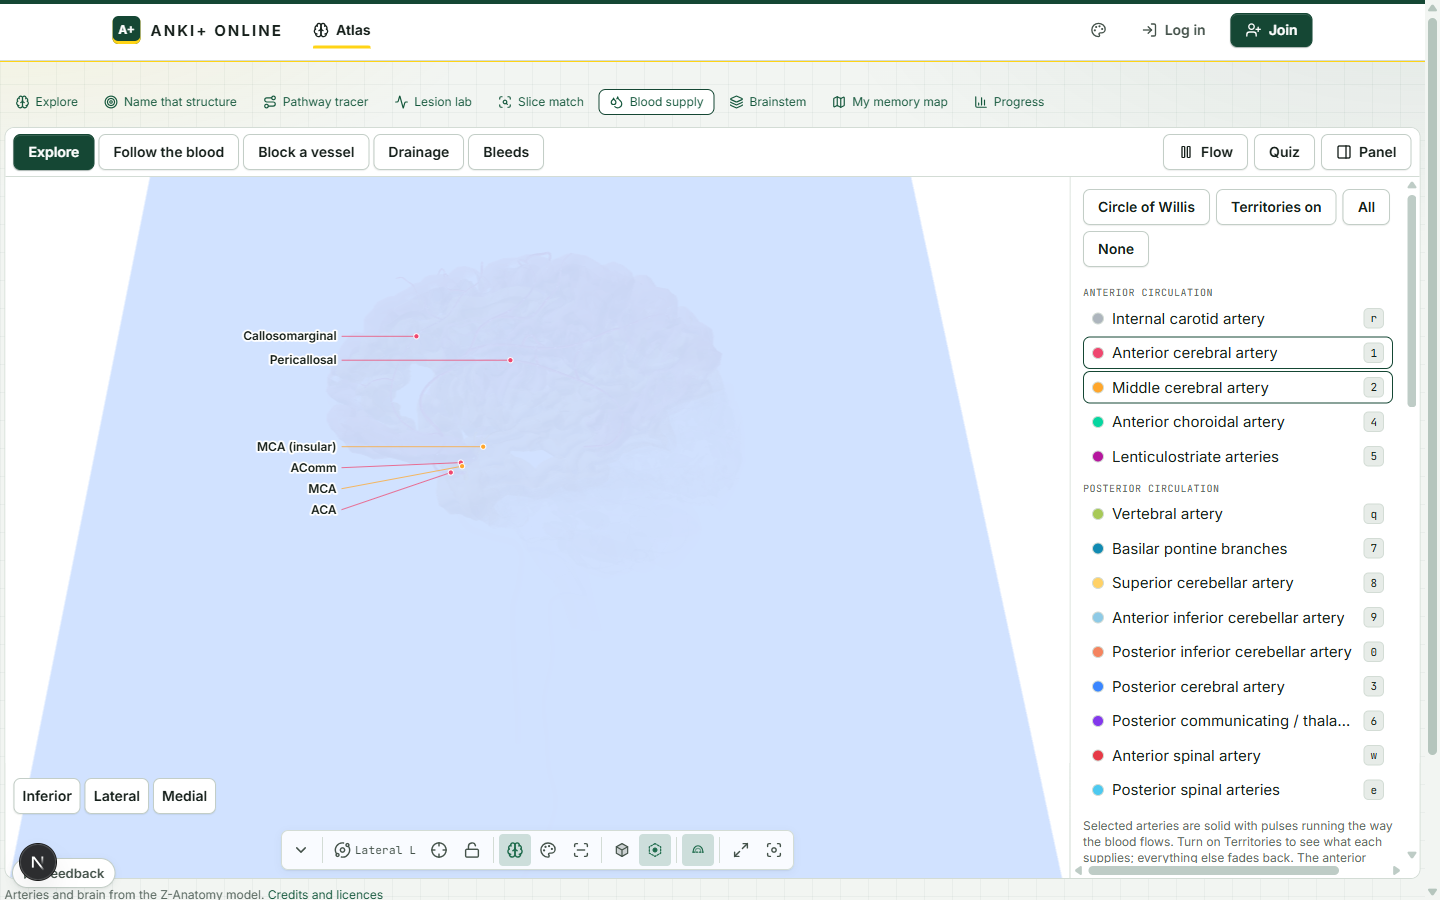 A+ ANKI+ ONLINE Atlas Log in Join
Explore Name that structure Pathway tracer Lesion lab Slice match Blood supply Brainstem My memory map Progress
Explore Follow the blood Block a vessel Drainage Bleeds Flow Quiz Panel
Callosomarginal
Pericallosal
MCA (insular)
AComm
MCA
ACA
Inferior Lateral Medial
Lateral L
Circle of Willis Territories on All
None
ANTERIOR CIRCULATION
Internal carotid artery r
Anterior cerebral artery 1
Middle cerebral artery 2
Anterior choroidal artery 4
Lenticulostriate arteries 5
POSTERIOR CIRCULATION
Vertebral artery q
Basilar pontine branches 7
Superior cerebellar artery 8
Anterior inferior cerebellar artery 9
Posterior inferior cerebellar artery 0
Posterior cerebral artery 3
Posterior communicating / thala... 6
Anterior spinal artery w
Posterior spinal arteries e
Selected arteries are solid with pulses running the way
the blood flows. Turn on Territories to see what each
supplies; everything else fades back. The anterior
N eedback
Arteries and brain from the Z-Anatomy model. Credits and licences